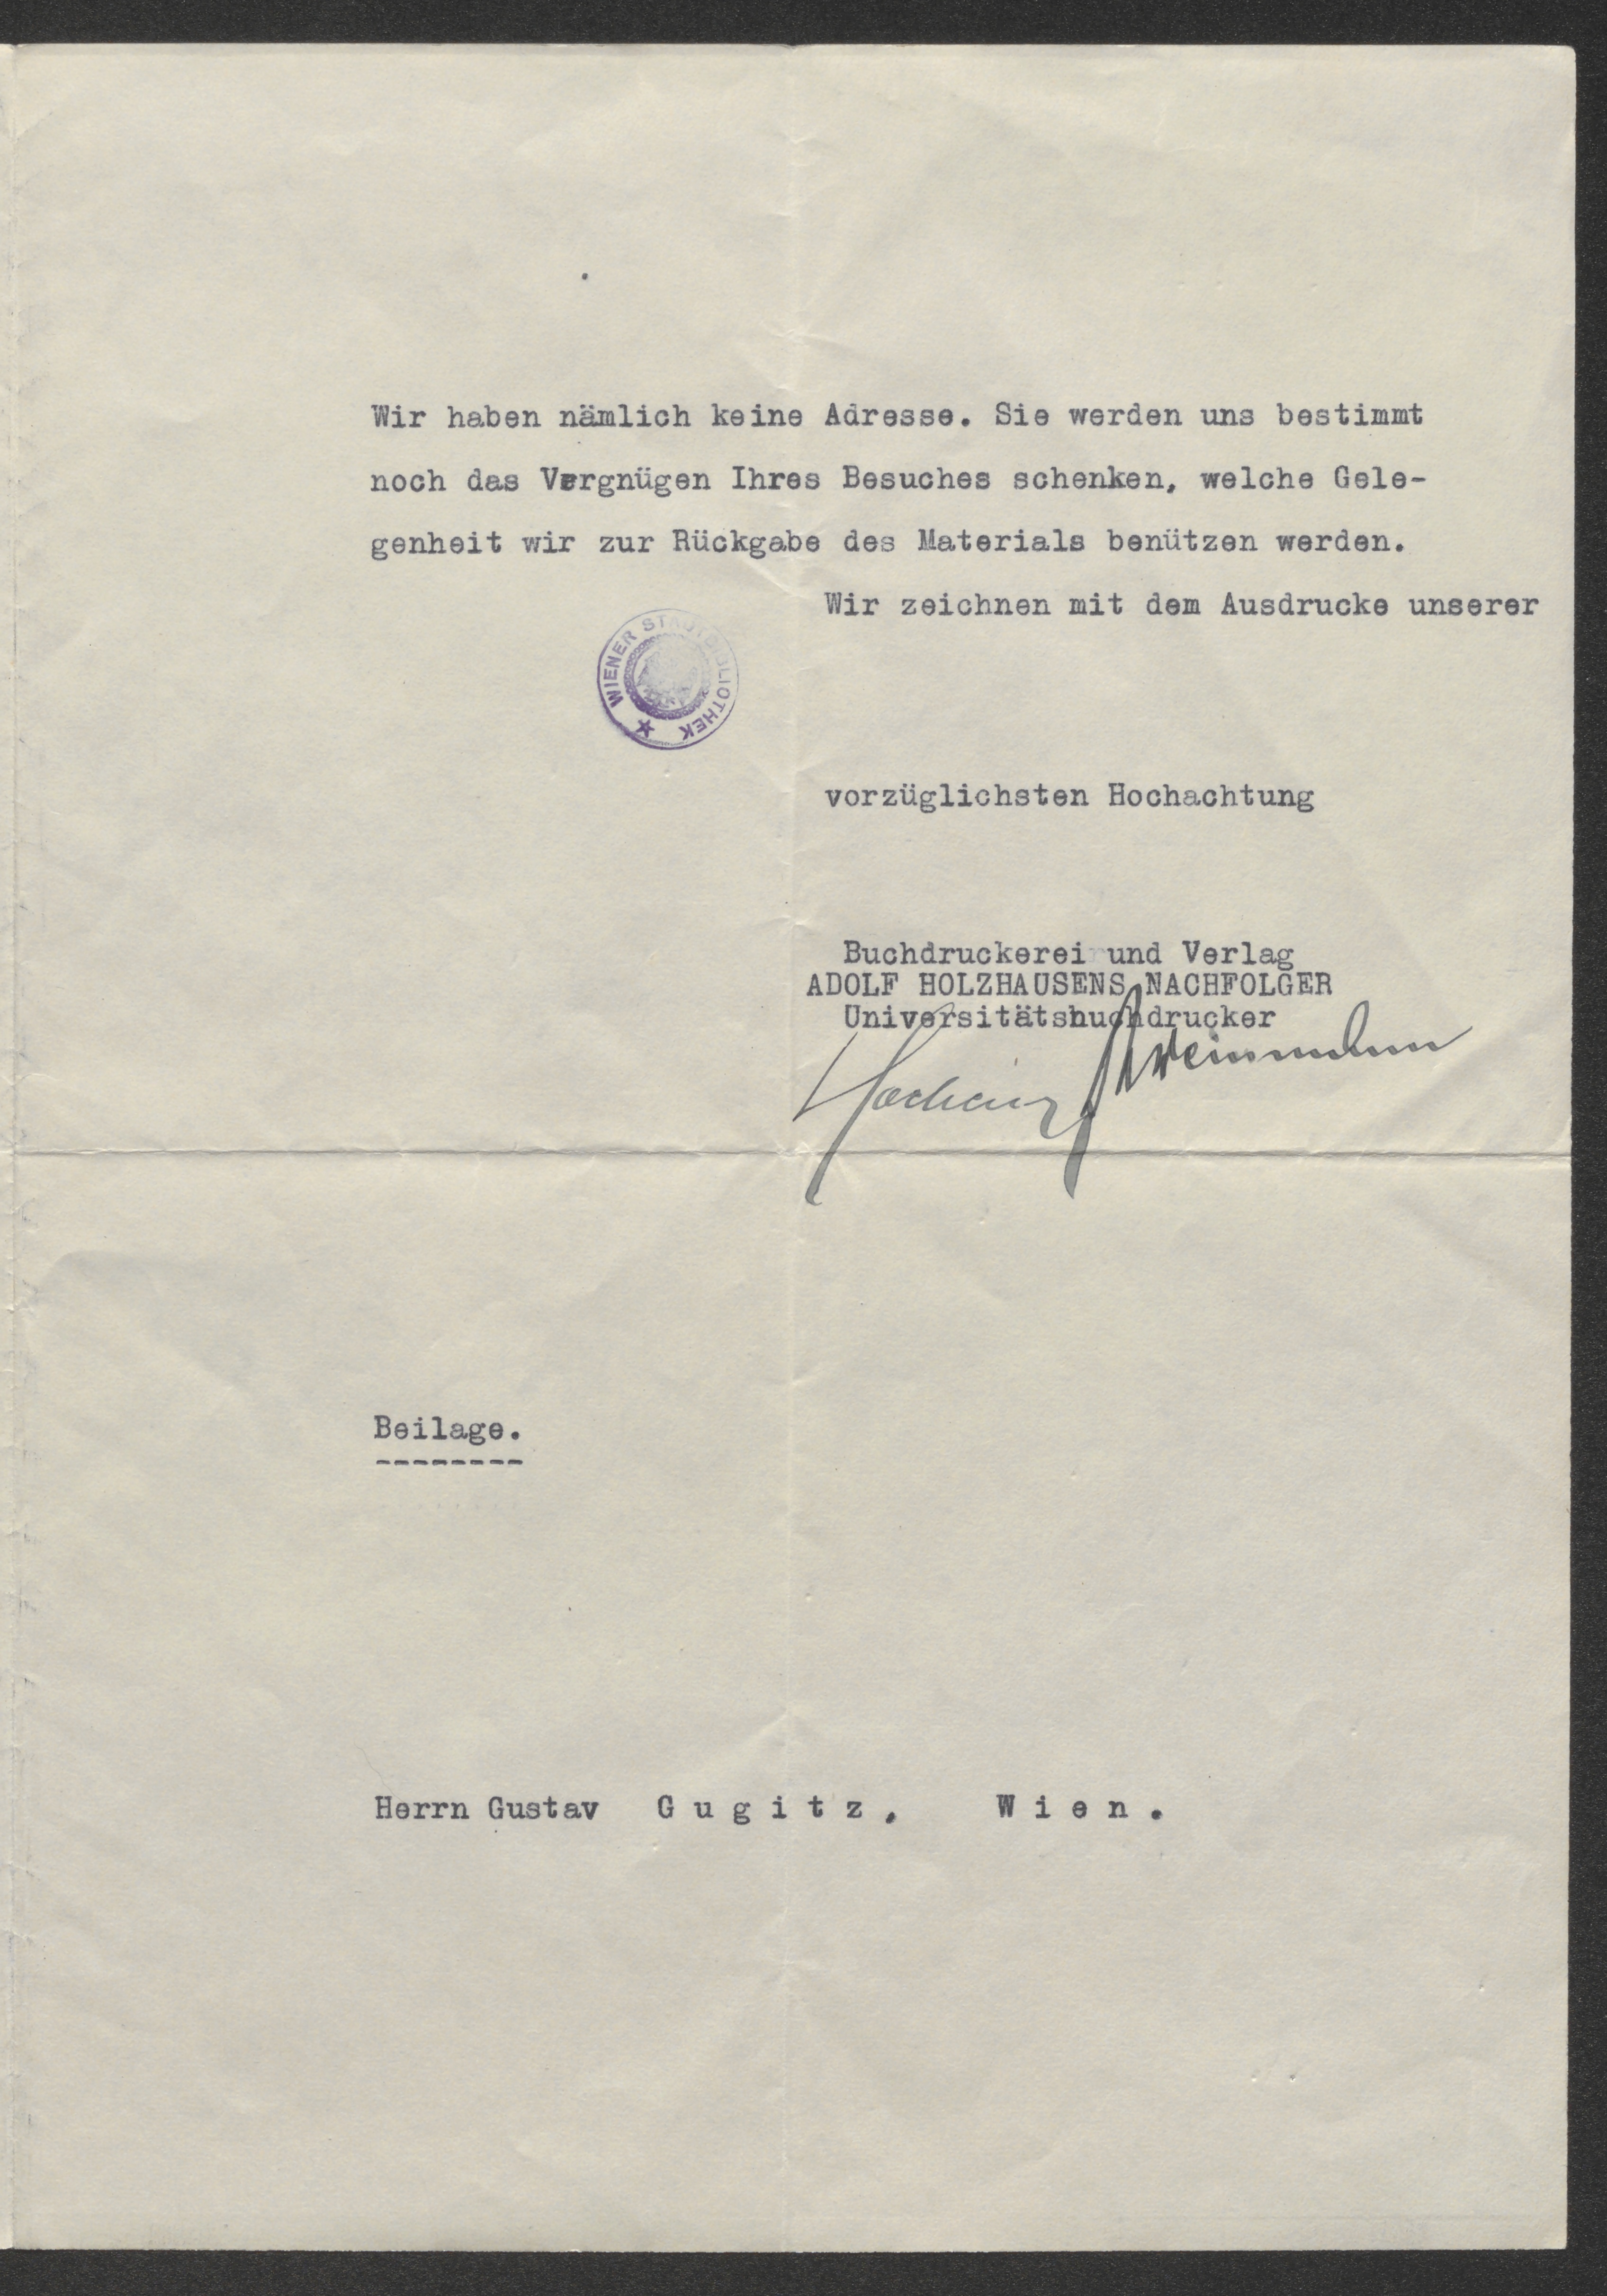 Wir haben nämlich keine Adresse. Sie werden uns bestimmt
noch das Vergnügen Ihres Besuches schenken, welche Gele-
genheit wir zur Rückgabe des Materials benützen werden.
Wir zeichnen mit dem Ausdrucke unserer
WIENER STADTBIBLIOTHEK
vorzüglichsten Hochachtung
Buchdruckerei und Verlag
ADOLF HOLZHAUSENS NACHFOLGER
Universitätsbuchdrucker
Beilage.
--------
Herrn Gustav G u g i t z , W i e n .